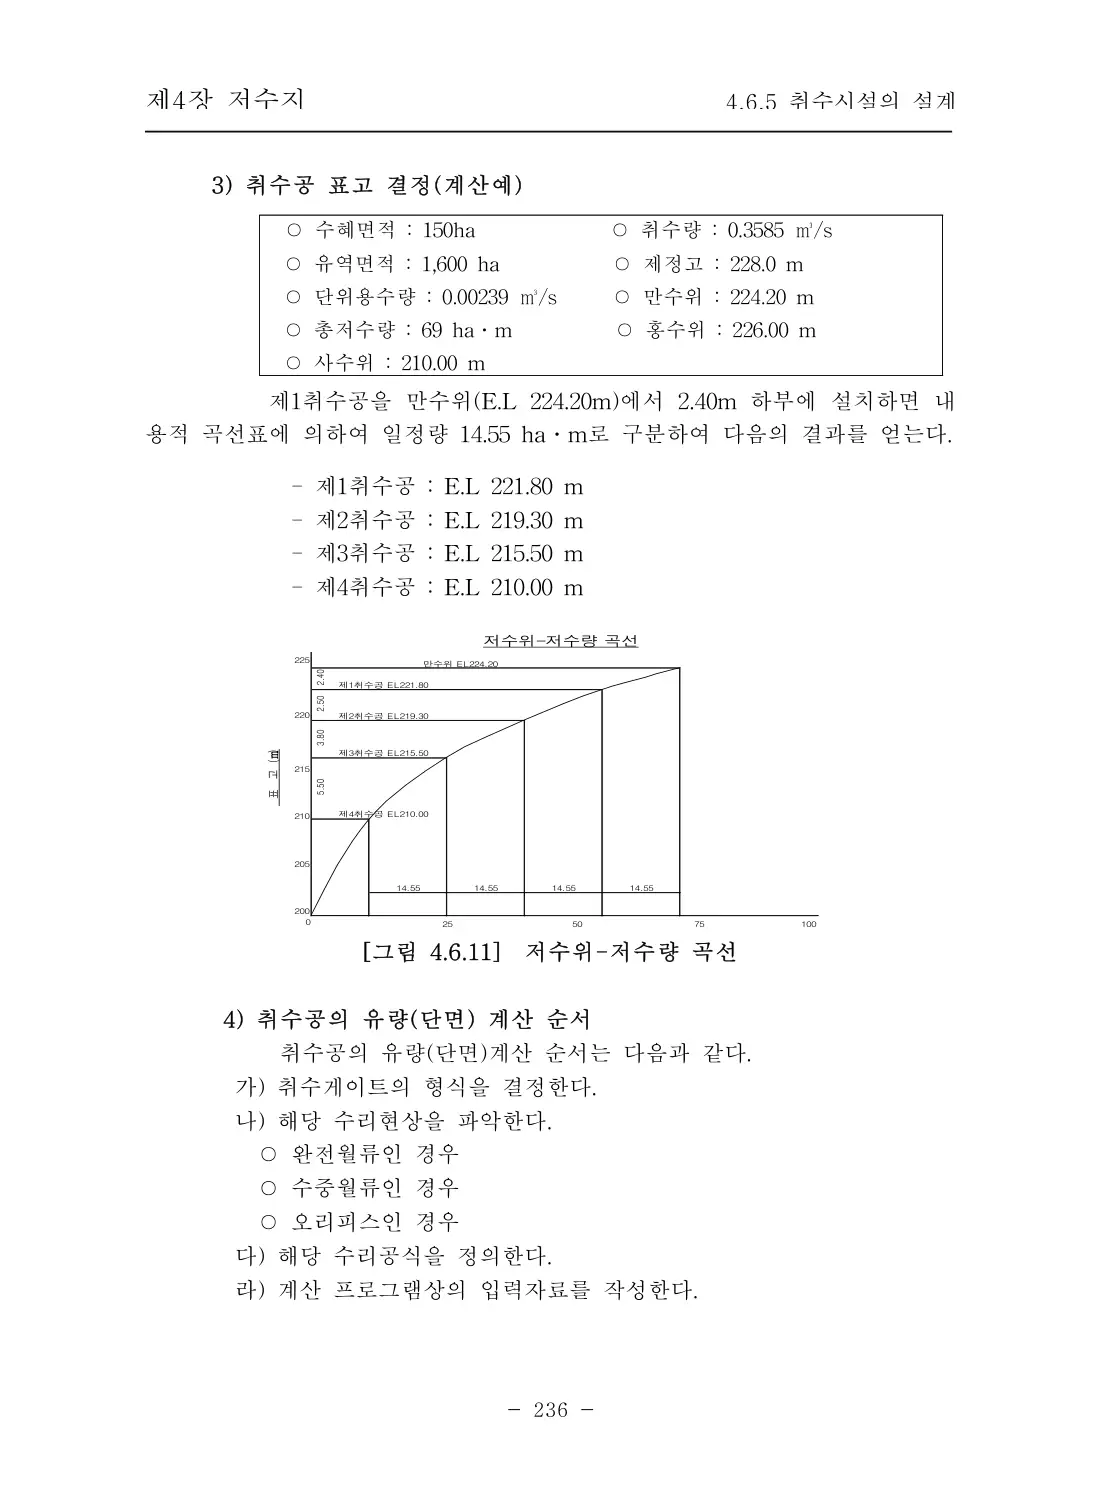 제4장 저수지
4.6.5 취수시설의 설계
3) 취수공 표고 결정(계산예)
○ 수혜면적 : 150ha ○ 취수량 : 0.3585 ㎥/s
○ 유역면적 : 1,600 ha ○ 제정고 : 228.0 m
○ 단위용수량 : 0.00239 ㎥/s ○ 만수위 : 224.20 m
○ 총저수량 : 69 ha·m ○ 홍수위 : 226.00 m
○ 사수위 : 210.00 m
제1취수공을 만수위(E.L 224.20m)에서 2.40m 하부에 설치하면 내
용적 곡선표에 의하여 일정량 14.55 ha·m로 구분하여 다음의 결과를 얻는다.
- 제1취수공 : E.L 221.80 m
- 제2취수공 : E.L 219.30 m
- 제3취수공 : E.L 215.50 m
- 제4취수공 : E.L 210.00 m
저수위-저수량 곡선
225
만수위 EL224.20
2.40
제1취수공 EL221.80
2.50
220
제2취수공 EL219.30
3.80
제3취수공 EL215.50
215
표 고 (m)
5.50
210
제4취수공 EL210.00
205
14.55 14.55 14.55 14.55
200
0 25 50 75 100
[그림 4.6.11] 저수위-저수량 곡선
4) 취수공의 유량(단면) 계산 순서
취수공의 유량(단면)계산 순서는 다음과 같다.
가) 취수게이트의 형식을 결정한다.
나) 해당 수리현상을 파악한다.
○ 완전월류인 경우
○ 수중월류인 경우
○ 오리피스인 경우
다) 해당 수리공식을 정의한다.
라) 계산 프로그램상의 입력자료를 작성한다.
- 236 -